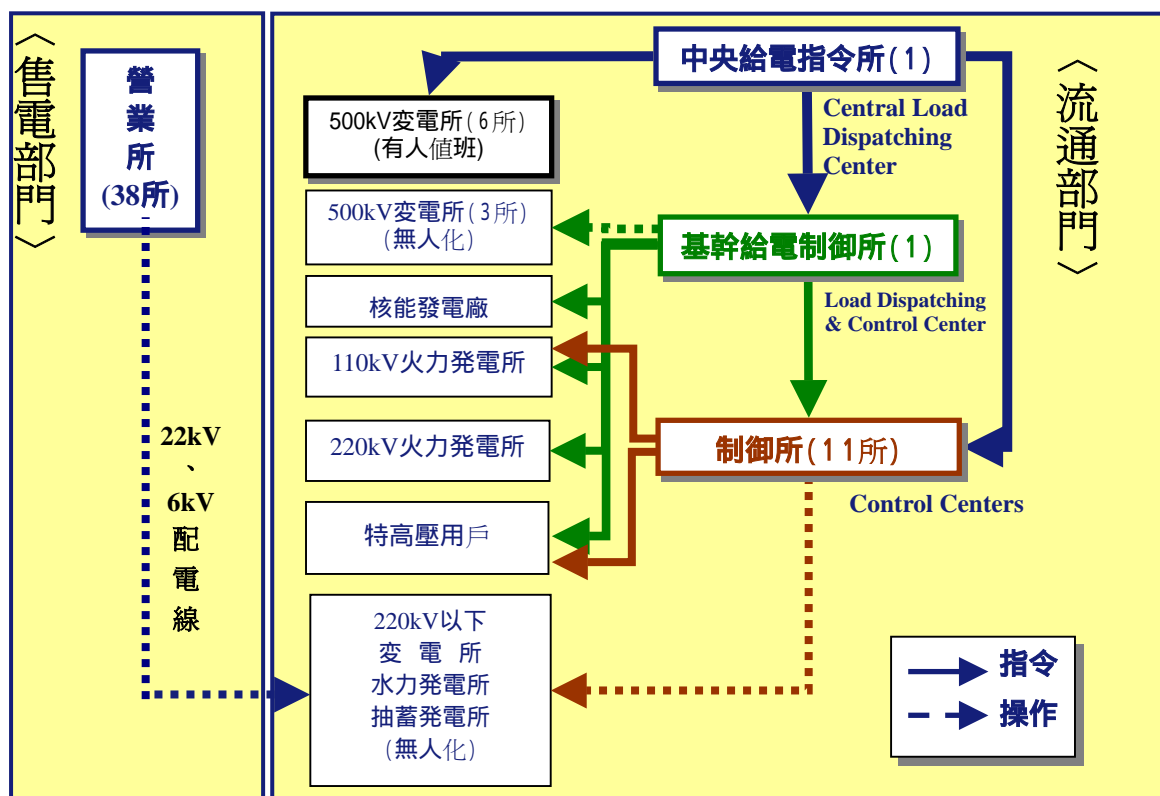 〈售電部門〉
營
業
所
(38所)
22kV
、
6kV
配
電
線
中央給電指令所(1)
Central Load
Dispatching
Center
〈流通部門〉
500kV变電所(6所)
(有人値班)
500kV変電所(3所)
(無人化)
基幹給電制御所(1)
Load Dispatching
& Control Center
核能發電廠
110kV火力発電所
220kV火力発電所
制御所(11所)
Control Centers
特高壓用戶
220kV以下
変 電 所
水力発電所
抽蓄発電所
(無人化)
指令
操作